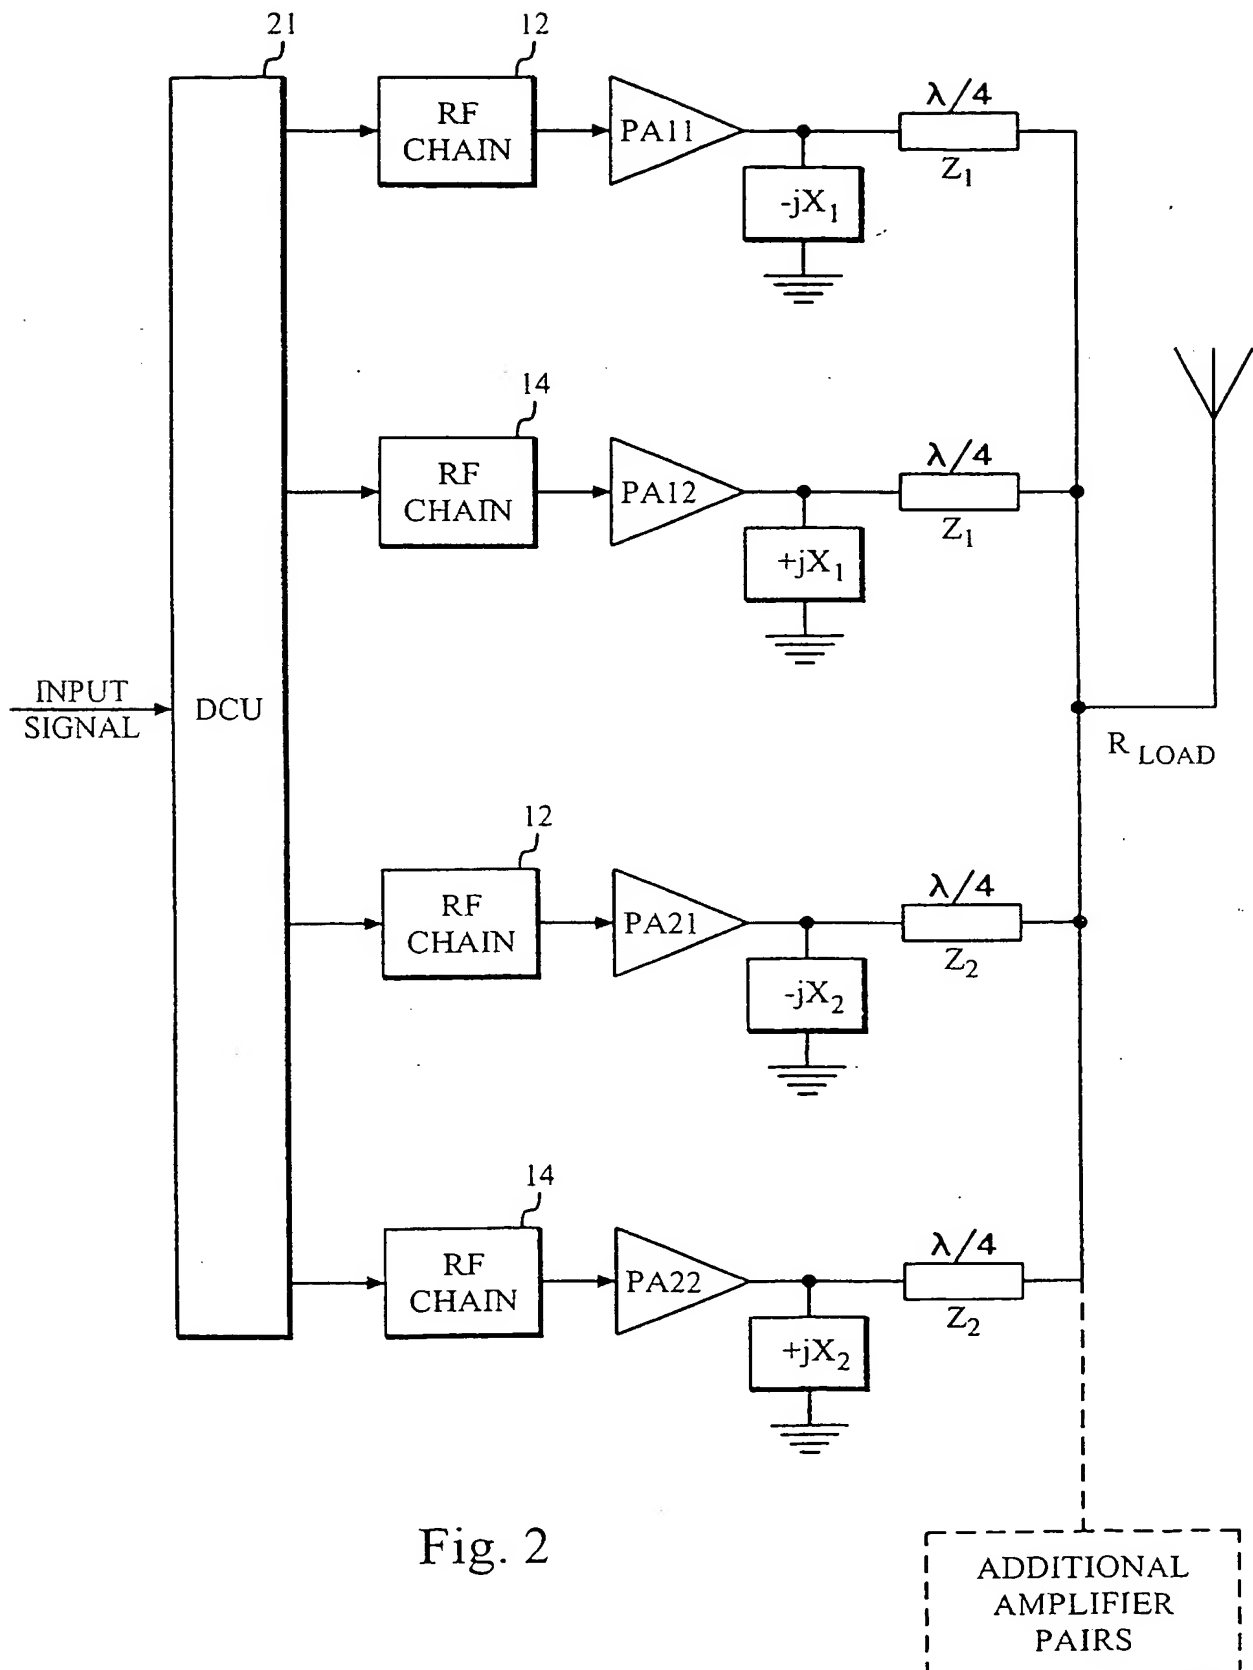 21
12
RF
CHAIN
PA11
λ/4
Z1
-jX1
14
RF
CHAIN
PA12
λ/4
Z1
+jX1
INPUT
SIGNAL
DCU
R LOAD
12
RF
CHAIN
PA21
λ/4
Z2
-jX2
14
RF
CHAIN
PA22
λ/4
Z2
+jX2
Fig. 2
ADDITIONAL
AMPLIFIER
PAIRS